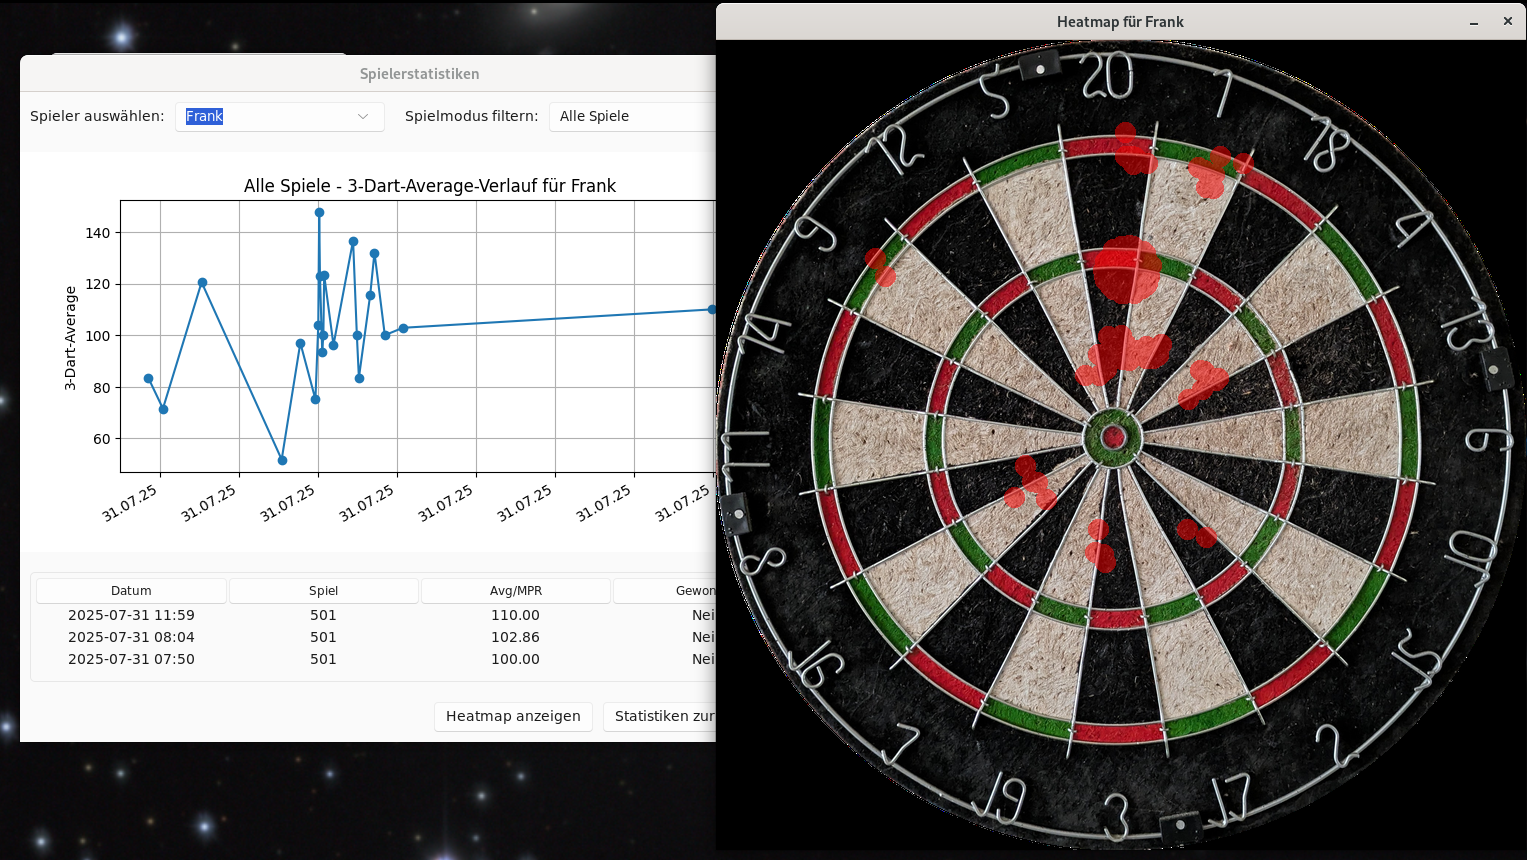 Spielerstatistiken
Spieler auswählen: Frank Spielmodus filtern: Alle Spiele
Alle Spiele - 3-Dart-Average-Verlauf für Frank
3-Dart-Average
140
120
100
80
60
31.07.25 31.07.25 31.07.25 31.07.25 31.07.25 31.07.25 31.07.25 31.07.25
Datum Spiel Avg/MPR Gewon
2025-07-31 11:59 501 110.00 Nei
2025-07-31 08:04 501 102.86 Nei
2025-07-31 07:50 501 100.00 Nei
Heatmap anzeigen Statistiken zur
Heatmap für Frank
20
1
18
4
13
6
10
15
2
17
3
19
7
16
8
11
14
9
12
5